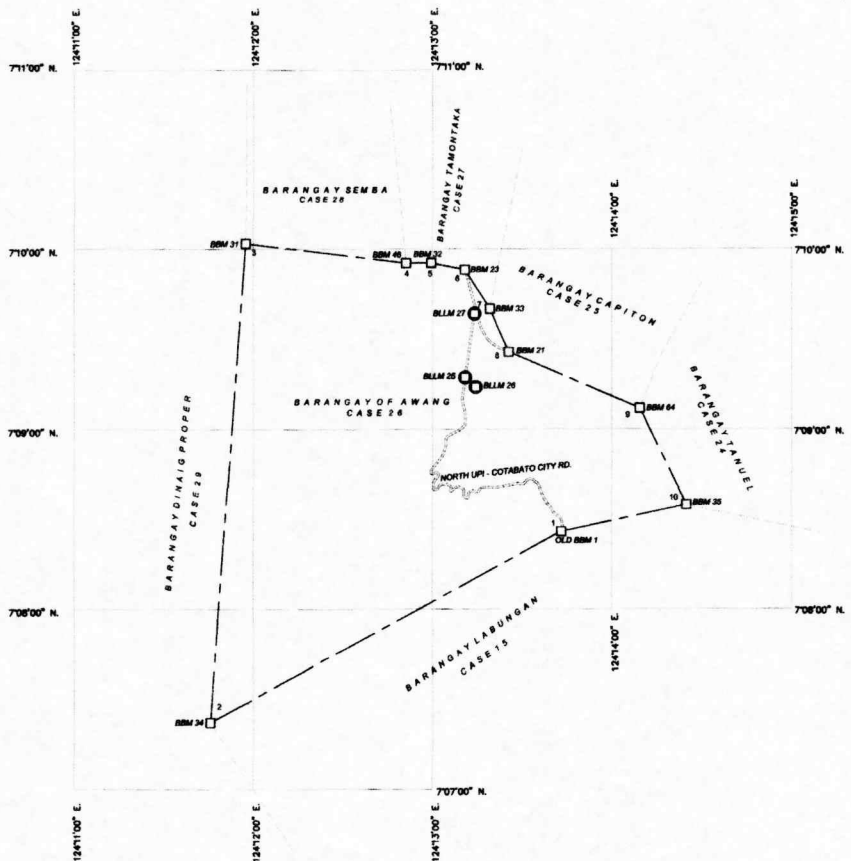 124°11'00" E.
124°12'00" E.
124°13'00" E.
7°11'00" N.
7°11'00" N.
BARANGAY TAMONTAKA
CASE 27
BARANGAY SEMBA
CASE 28
124°14'00" E.
124°15'00" E.
7°10'00" N.
7°10'00" N.
BBM 31
3
BBM 46
4
BBM 32
5
6
BBM 23
BARANGAY CAPITON
CASE 25
7
BBM 33
BLLM 27
8
BBM 21
BLLM 25
BLLM 26
BARANGAY OF AWANG
CASE 26
9
BBM 64
BARANGAY TANUEL
CASE 24
7°09'00" N.
7°09'00" N.
BARANGAY DINAIG PROPER
CASE 29
NORTH UPI - COTABATO CITY RD.
10
BBM 35
1
OLD BBM 1
7°08'00" N.
7°08'00" N.
124°14'00" E.
BARANGAY LABUNGAN
CASE 15
2
BBM 34
7°07'00" N.
124°11'00" E.
124°12'00" E.
124°13'00" E.